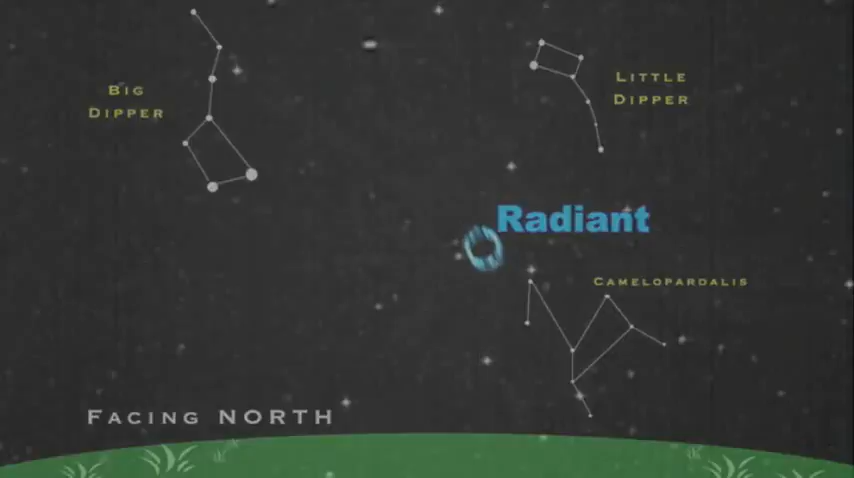 BIG
DIPPER
LITTLE
DIPPER
Radiant
CAMELOPARDALIS
FACING NORTH